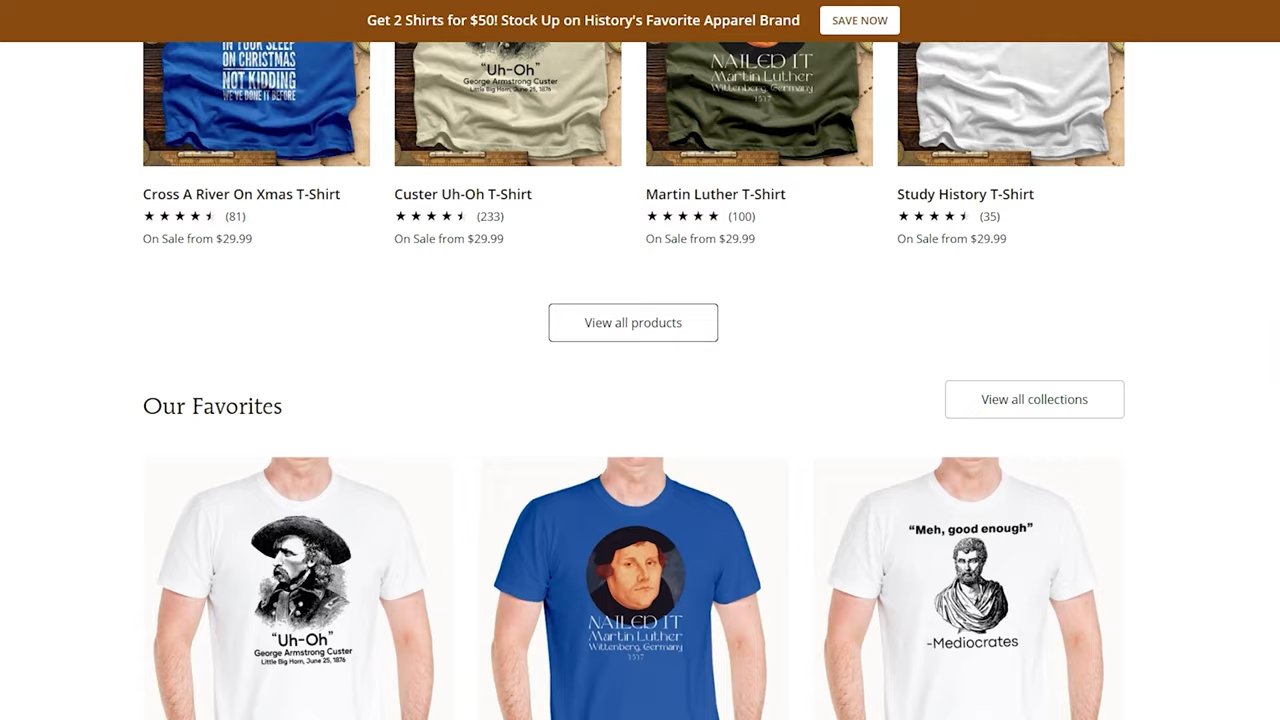 Get 2 Shirts for $50! Stock Up on History's Favorite Apparel Brand
SAVE NOW
IN YOUR SLEEP
ON CHRISTMAS
NOT KIDDING
WE'VE DONE IT BEFORE
“Uh-Oh”
George Armstrong Custer
Little Big Horn, June 25, 1876
NAILED IT
Martin Luther
Wittenberg, Germany
1517
Cross A River On Xmas T-Shirt
(81)
On Sale from $29.99
Custer Uh-Oh T-Shirt
(233)
On Sale from $29.99
Martin Luther T-Shirt
(100)
On Sale from $29.99
Study History T-Shirt
(35)
On Sale from $29.99
View all products
Our Favorites
View all collections
“Uh-Oh”
George Armstrong Custer
Little Big Horn, June 25, 1876
NAILED IT
Martin Luther
Wittenberg, Germany
1517
“Meh, good enough”
-Mediocrates